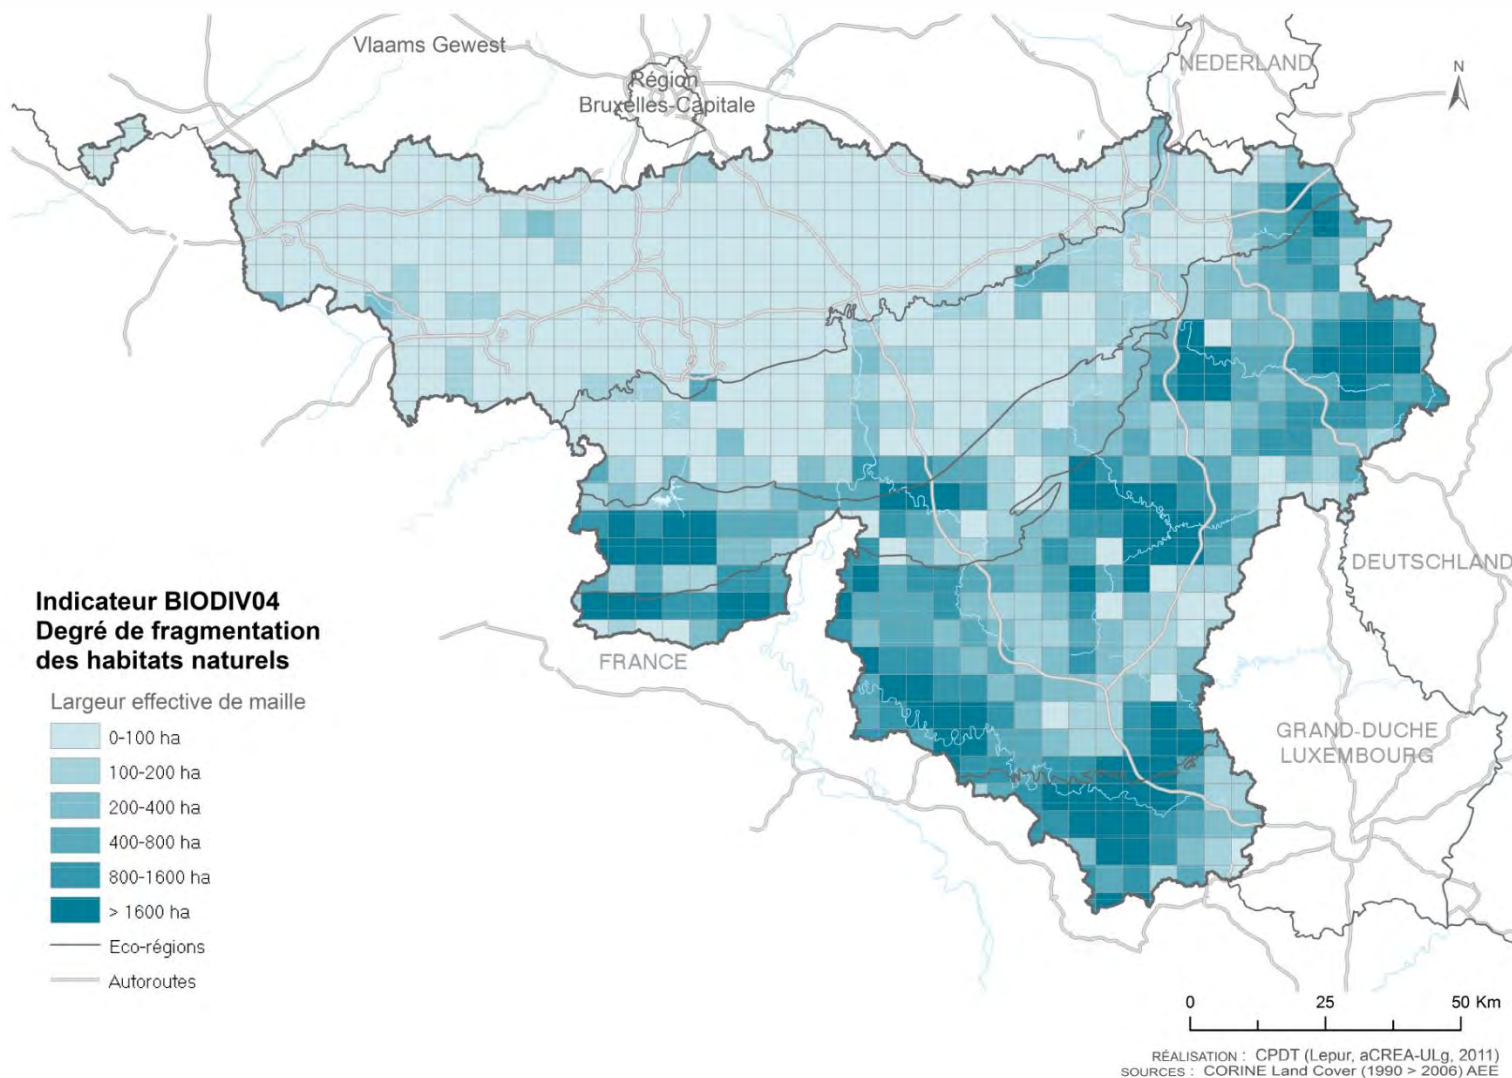 Vlaams Gewest
Région
Bruxelles-Capitale
NEDERLAND
N
DEUTSCHLAND
FRANCE
GRAND-DUCHE
LUXEMBOURG
Indicateur BIODIV04
Degré de fragmentation
des habitats naturels
Largeur effective de maille
0-100 ha
100-200 ha
200-400 ha
400-800 ha
800-1600 ha
> 1600 ha
Eco-régions
Autoroutes
0 25 50 Km
RÉALISATION : CPDT (Lepur, aCREA-ULg, 2011)
SOURCES : CORINE Land Cover (1990 > 2006) AEE